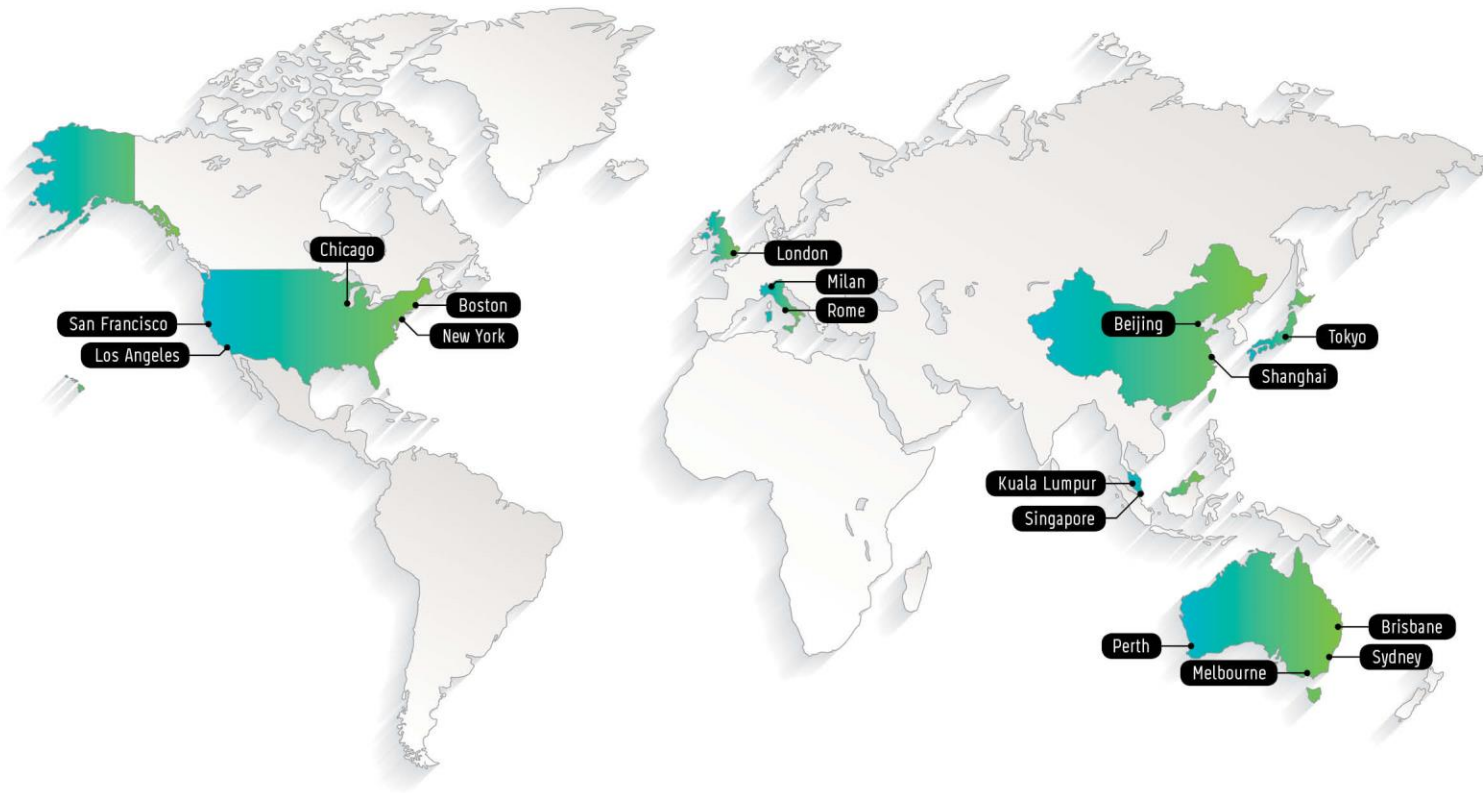 Chicago
San Francisco
Boston
Los Angeles
New York
London
Milan
Rome
Beijing
Tokyo
Shanghai
Kuala Lumpur
Singapore
Perth
Brisbane
Sydney
Melbourne